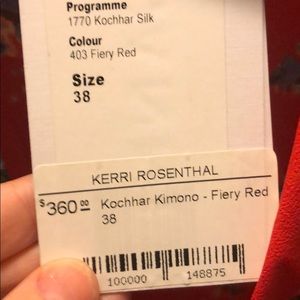 Programme
1770 Kochhar Silk
Colour
403 Fiery Red
Size
38
KERRI ROSENTHAL
$360.00 Kochhar Kimono - Fiery Red
38
100000 148875